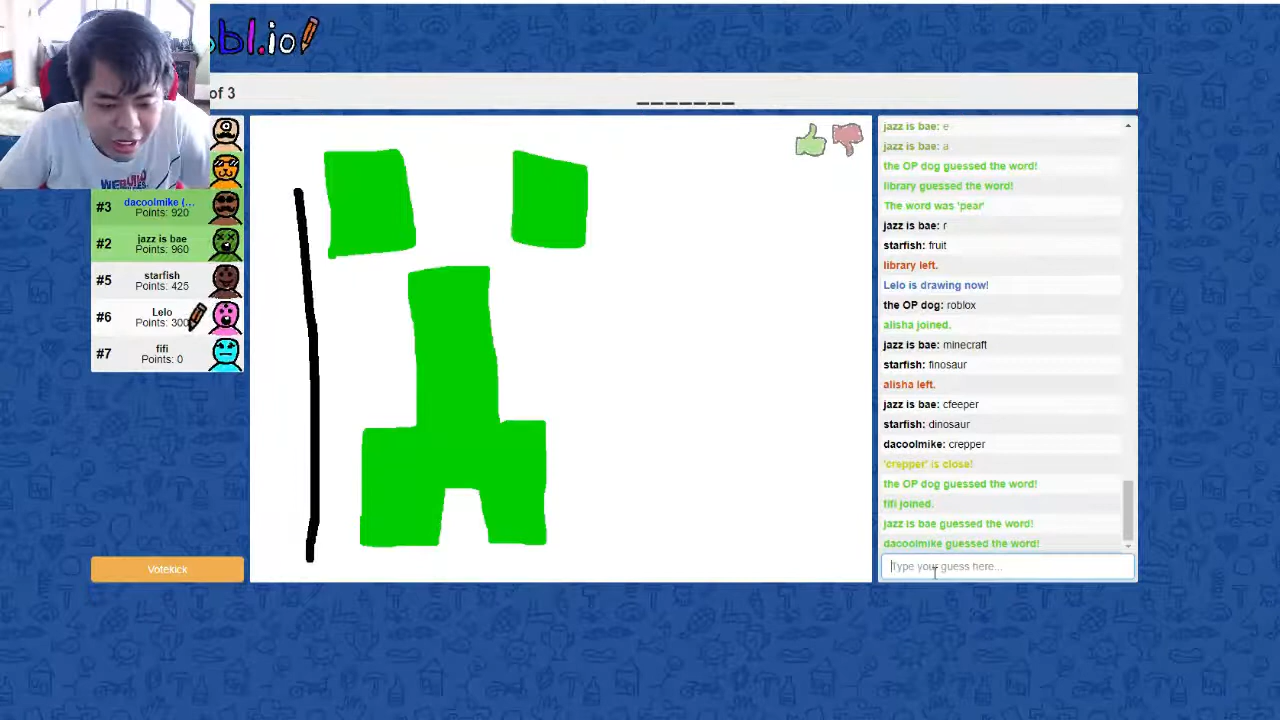 bl.io
of 3
_______
#3
dacoolmike (...
Points: 920
#2
jazz is bae
Points: 960
#5
starfish
Points: 425
#6
Lelo
Points: 300
#7
fifi
Points: 0
Votekick
jazz is bae: e
jazz is bae: a
the OP dog guessed the word!
library guessed the word!
The word was 'pear'
jazz is bae: r
starfish: fruit
library left.
Lelo is drawing now!
the OP dog: roblox
alisha joined.
jazz is bae: minecraft
starfish: finosaur
alisha left.
jazz is bae: cfeeper
starfish: dinosaur
dacoolmike: crepper
'crepper' is close!
the OP dog guessed the word!
fifi joined.
jazz is bae guessed the word!
dacoolmike guessed the word!
Type your guess here...